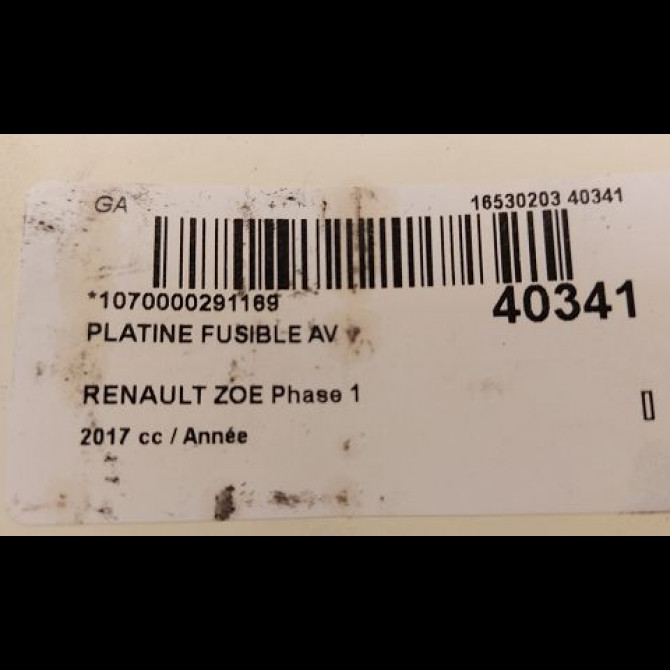 GA
16530203 40341
*1070000291169
40341
PLATINE FUSIBLE AV
RENAULT ZOE Phase 1
2017 cc / Année